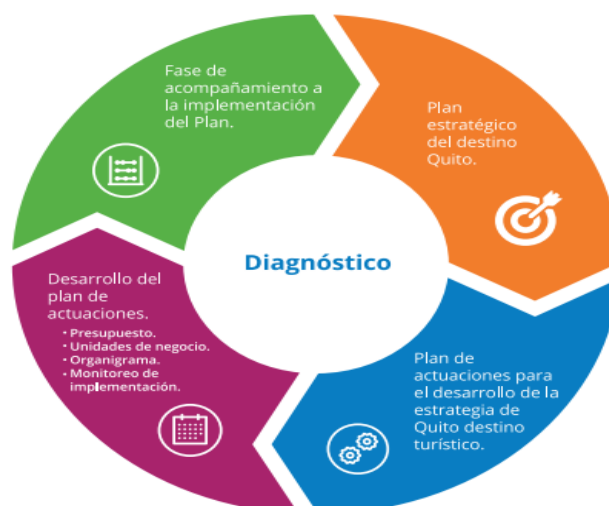 Fase de
acompañamiento a
la implementación
del Plan.
Plan
estratégico
del destino
Quito.
Diagnóstico
Desarrollo del
plan de
actuaciones.
• Presupuesto.
• Unidades de negocio.
• Organigrama.
• Monitoreo de
implementación.
Plan de
actuaciones para
el desarrollo de la
estrategia de
Quito destino
turístico.